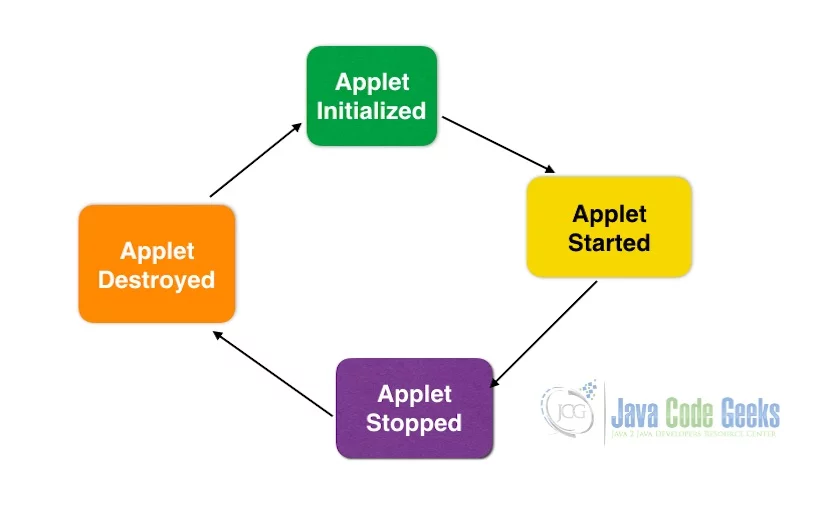 Applet
Initialized
Applet
Started
Applet
Destroyed
Applet
Stopped
JCG
Java Code Geeks
JAVA 2 JAVA DEVELOPERS RESOURCE CENTER